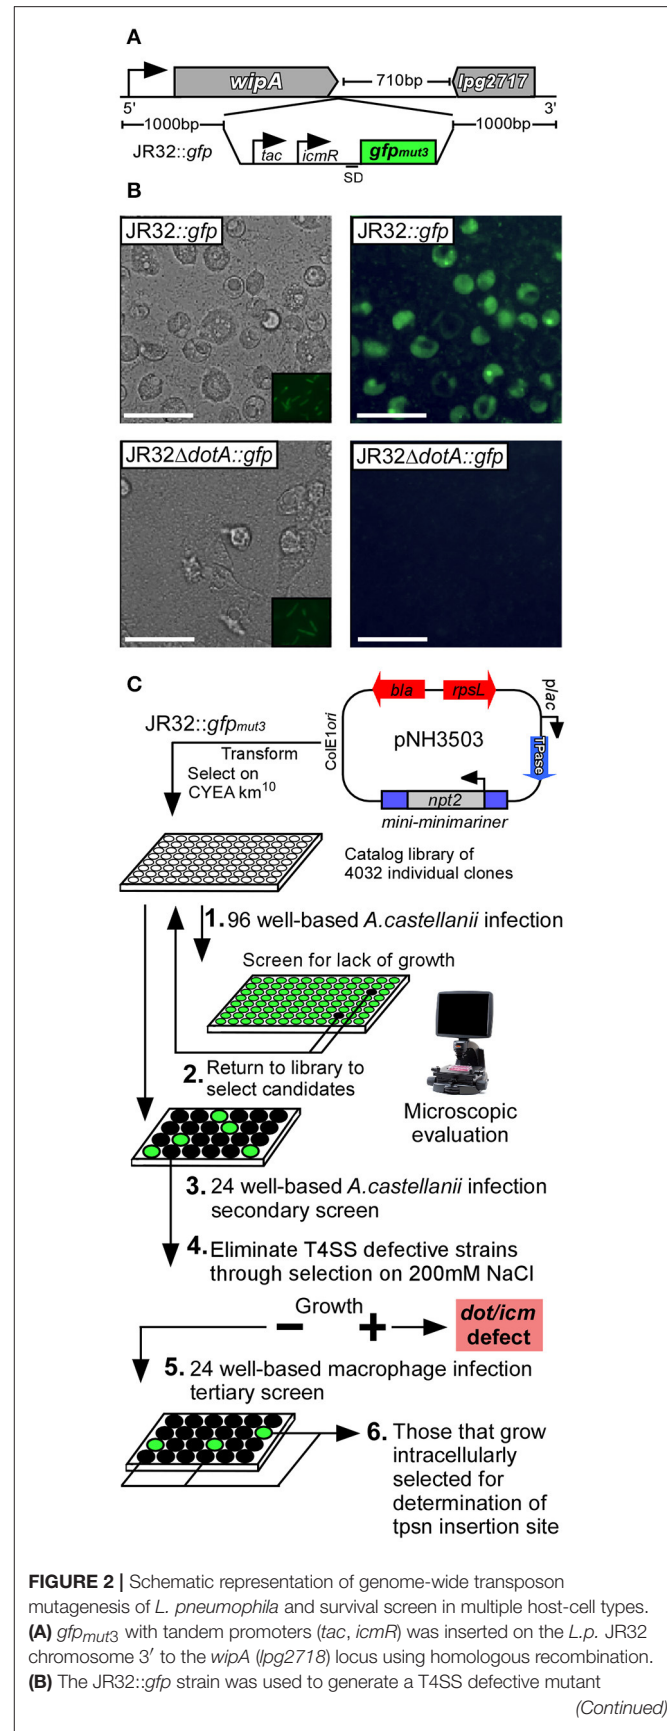 A
wipA
710bp
lpg2717
5'
3'
1000bp
1000bp
JR32::gfp
tac
icmR
gfpmut3
SD
B
JR32::gfp
JR32::gfp
JR32ΔdotA::gfp
JR32ΔdotA::gfp
C
bla
rpsL
plac
JR32::gfpmut3
ColE1ori
pNH3503
TPase
Transform
Select on
CYEA km10
npt2
mini-minimariner
Catalog library of
4032 individual clones
1. 96 well-based A.castellanii infection
Screen for lack of growth
2. Return to library to
select candidates
Microscopic
evaluation
3. 24 well-based A.castellanii infection
secondary screen
4. Eliminate T4SS defective strains
through selection on 200mM NaCl
Growth
− +
dot/icm
defect
5. 24 well-based macrophage infection
tertiary screen
6. Those that grow
intracellularly
selected for
determination of
tpsn insertion site
FIGURE 2 | Schematic representation of genome-wide transposon
mutagenesis of L. pneumophila and survival screen in multiple host-cell types.
(A) gfpmut3 with tandem promoters (tac, icmR) was inserted on the L.p. JR32
chromosome 3′ to the wipA (lpg2718) locus using homologous recombination.
(B) The JR32::gfp strain was used to generate a T4SS defective mutant
(Continued)